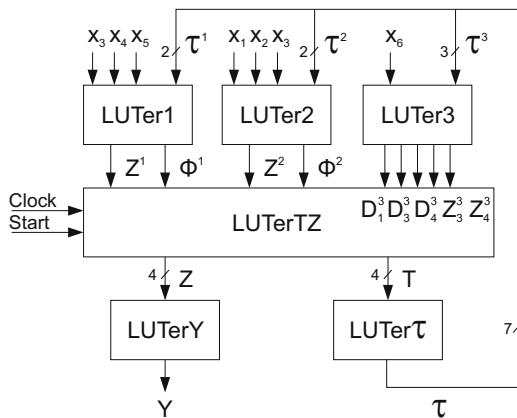 x₃ x₄ x₅ 2 τ¹ x₁ x₂ x₃ 2 τ² x₆ 3 τ³
LUTer1 LUTer2 LUTer3
Z¹ Φ¹ Z² Φ²
Clock
Start
LUTerTZ
D₁³ D₃³ D₄³ Z₃³ Z₄³
4 Z 4 T
LUTerY LUTerτ
7
Y τ